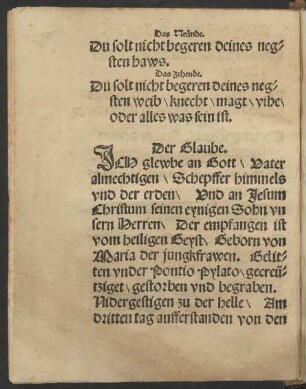 Das Neünde.
Du solt nicht begeren deines neg-
sten haws.
Das zehende.
Du solt nicht begeren deines neg-
sten weib / knecht / magt / vihe /
oder alles was sein ist.
Der Glaube.
ICH glewbe an Gott / Vater
almechtigen / Schepffer himmels
vnd der erden / Vnd an Jesum
Christum seinen eynigen Sohn vn
sern Herren / Der empfangen ist
vom heiligen Geyst / Geborn von
Maria der jungkfrawen. Gelit-
ten vnder Pontio Pylato / gecreü-
tziget / gestorben vnd begraben.
Nidergestigen zu der helle / Am
dritten tag aufferstanden von den